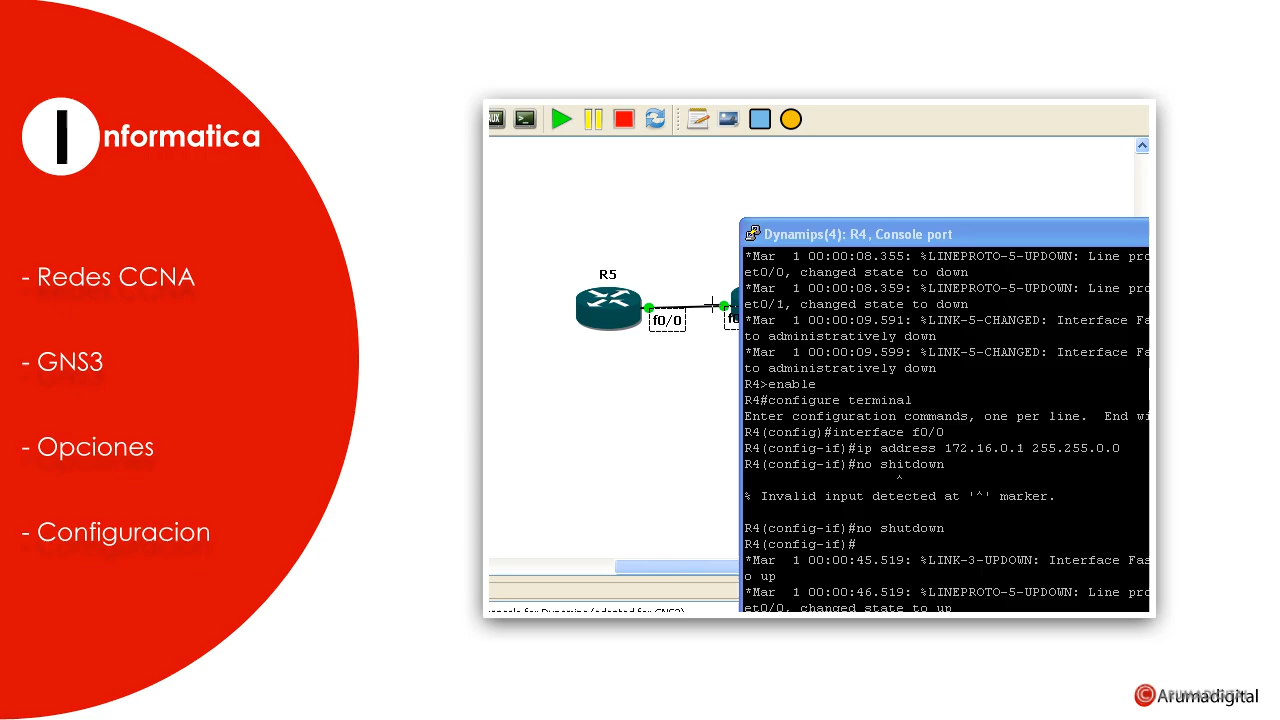 Informatica
- Redes CCNA
- GNS3
- Opciones
- Configuracion
R5
f0/0
Dynamips(4): R4, Console port
*Mar  1 00:00:08.355: %LINEPROTO-5-UPDOWN: Line pro
et0/0, changed state to down
*Mar  1 00:00:08.359: %LINEPROTO-5-UPDOWN: Line pro
et0/1, changed state to down
*Mar  1 00:00:09.591: %LINK-5-CHANGED: Interface Fa
to administratively down
*Mar  1 00:00:09.599: %LINK-5-CHANGED: Interface Fa
to administratively down
R4>enable
R4#configure terminal
Enter configuration commands, one per line.  End wi
R4(config)#interface f0/0
R4(config-if)#ip address 172.16.0.1 255.255.0.0
R4(config-if)#no shitdown
^
% Invalid input detected at '^' marker.
R4(config-if)#no shutdown
R4(config-if)#
*Mar  1 00:00:45.519: %LINK-3-UPDOWN: Interface Fas
o up
*Mar  1 00:00:46.519: %LINEPROTO-5-UPDOWN: Line pro
et0/0, changed state to up
console for Dynamips (adapted for GNS3)
© Arumadigital